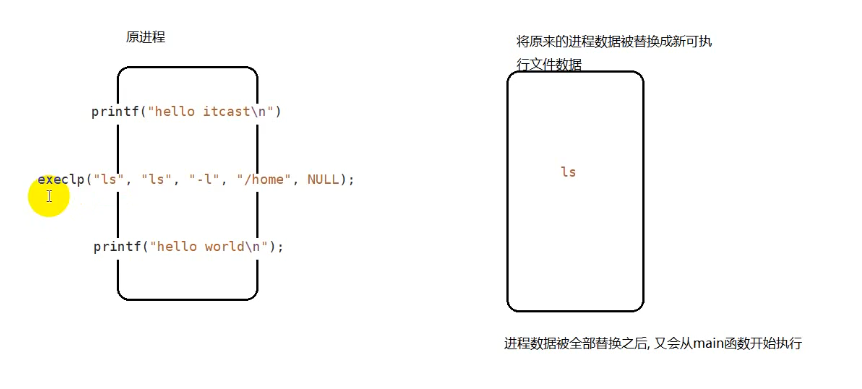 原进程
将原来的进程数据被替换成新可执
行文件数据
printf("hello itcast\n")
ls
execlp("ls", "ls", "-l", "/home", NULL);
printf("hello world\n");
进程数据被全部替换之后, 又会从main函数开始执行